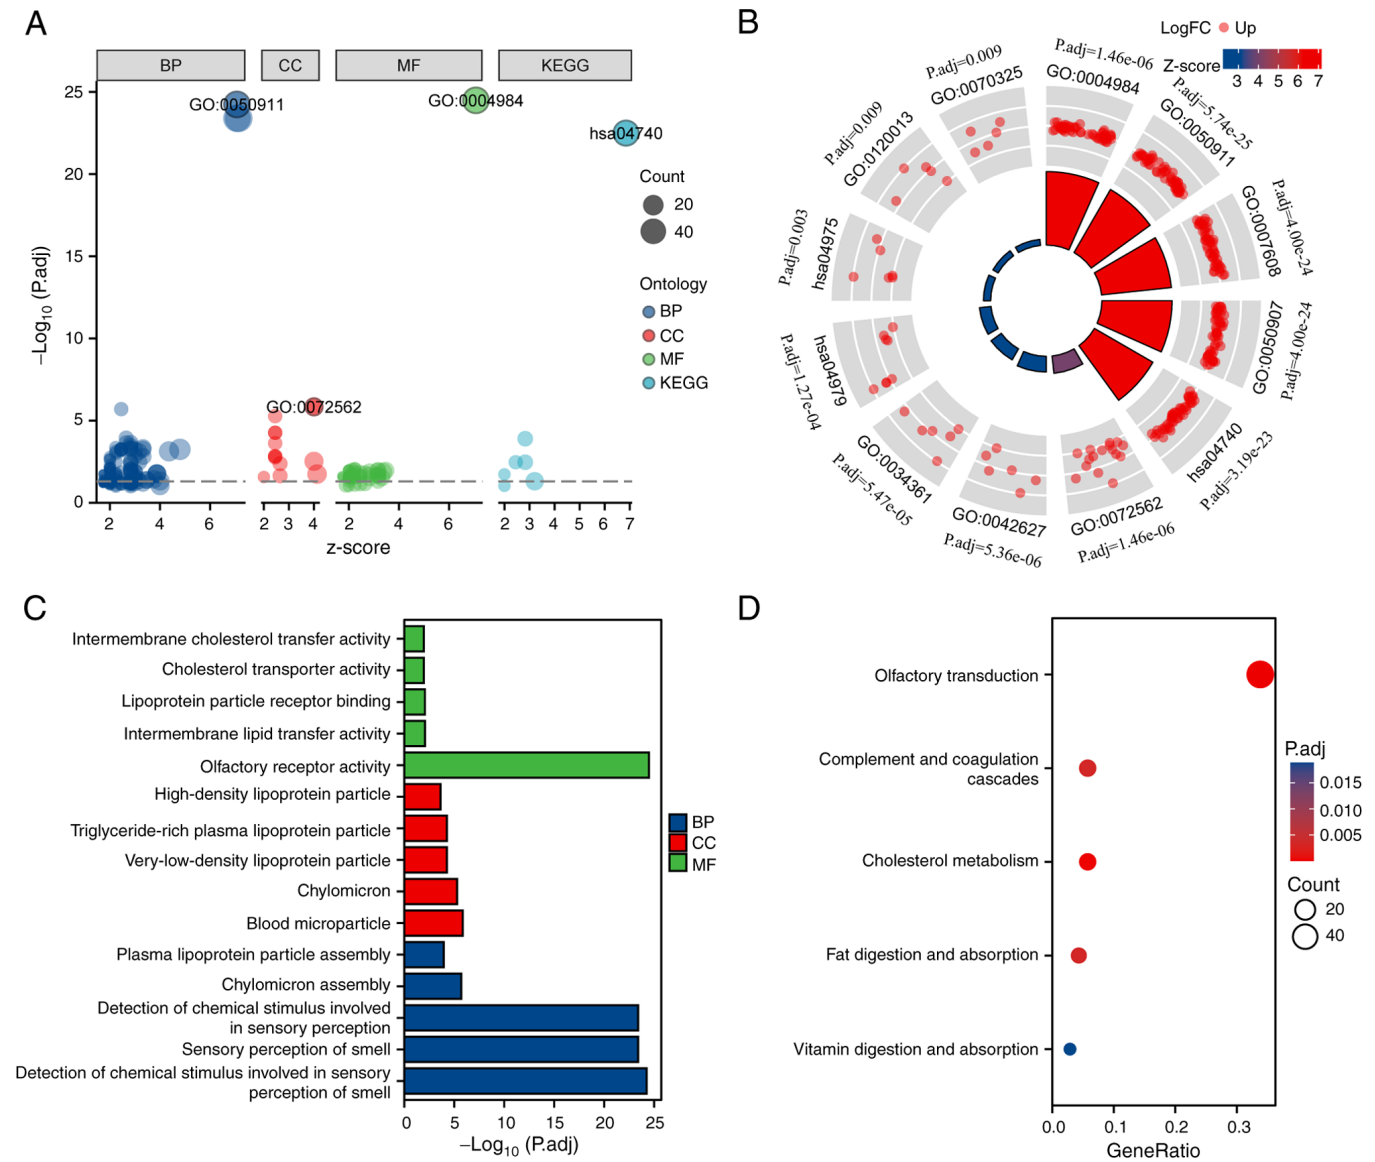 A
BP
CC
MF
KEGG
25
20
15
10
5
0
−Log10 (P.adj)
GO:0050911
GO:0004984
hsa04740
GO:0072562
2
4
6
2
3
4
2
4
6
2
3
4
5
6
7
z-score
Count
20
40
Ontology
BP
CC
MF
KEGG
B
LogFC
Up
Z-score
3
4
5
6
7
P.adj=1.46e-06
GO:0004984
P.adj=5.74e-25
GO:0050911
P.adj=4.00e-24
GO:0007608
P.adj=4.00e-24
GO:0050907
P.adj=3.19e-23
hsa04740
P.adj=1.46e-06
GO:0072562
P.adj=5.36e-06
GO:0042627
P.adj=5.47e-05
GO:0034361
P.adj=1.27e-04
hsa04979
P.adj=0.003
hsa04975
P.adj=0.009
GO:0120013
P.adj=0.009
GO:0070325
C
Intermembrane cholesterol transfer activity
Cholesterol transporter activity
Lipoprotein particle receptor binding
Intermembrane lipid transfer activity
Olfactory receptor activity
High-density lipoprotein particle
Triglyceride-rich plasma lipoprotein particle
Very-low-density lipoprotein particle
Chylomicron
Blood microparticle
Plasma lipoprotein particle assembly
Chylomicron assembly
Detection of chemical stimulus involved
in sensory perception
Sensory perception of smell
Detection of chemical stimulus involved in sensory
perception of smell
0
5
10
15
20
25
−Log10 (P.adj)
BP
CC
MF
D
Olfactory transduction
Complement and coagulation
cascades
Cholesterol metabolism
Fat digestion and absorption
Vitamin digestion and absorption
0.0
0.1
0.2
0.3
GeneRatio
P.adj
0.015
0.010
0.005
Count
20
40